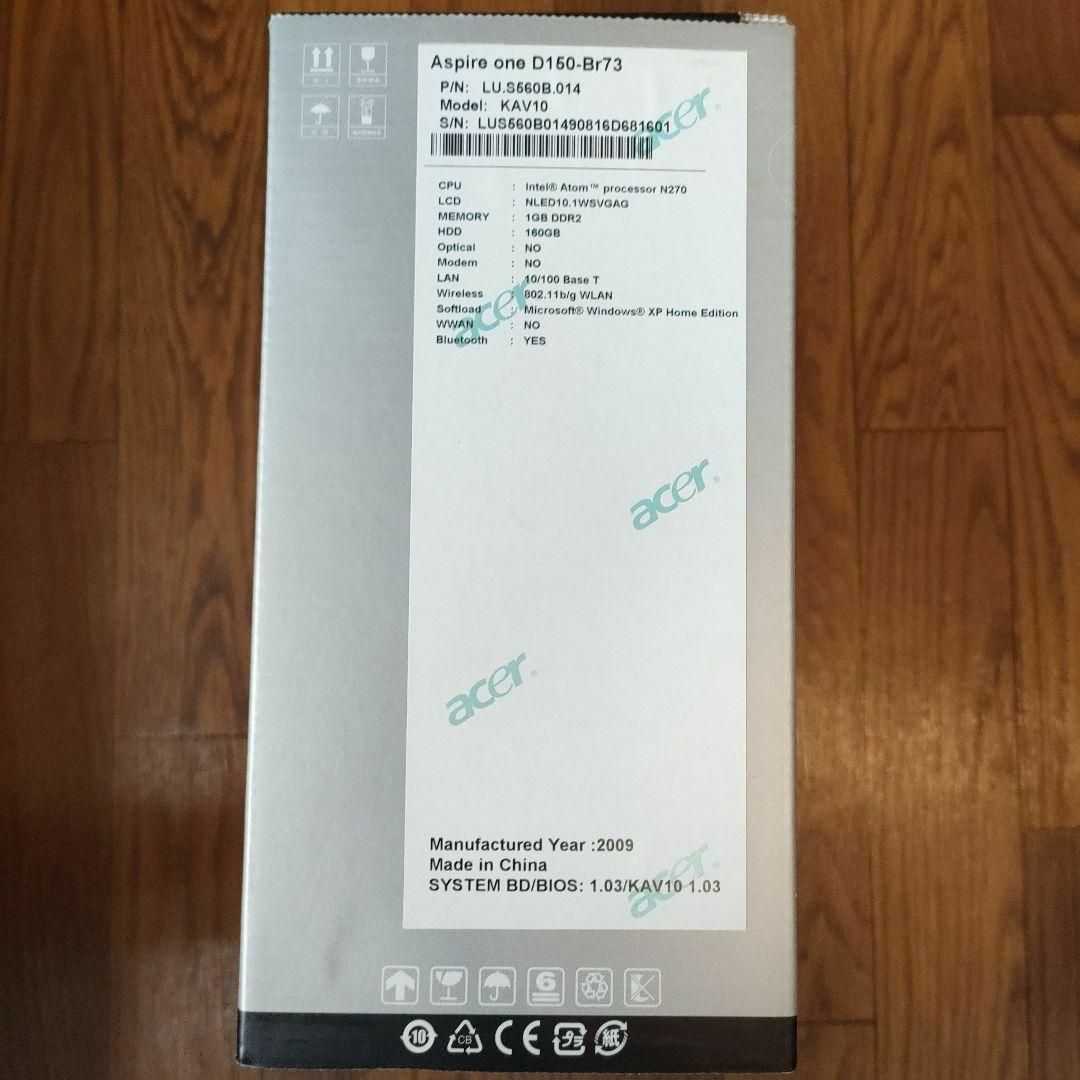 Aspire one D150-Br73
P/N: LU.S560B.014
Model: KAV10
S/N: LUS560B01490816D681601
acer
CPU : Intel® Atom™ processor N270
LCD : NLED10.1WSVGAG
MEMORY : 1GB DDR2
HDD : 160GB
Optical : NO
Modem : NO
LAN : 10/100 Base T
Wireless : 802.11b/g WLAN
Softload : Microsoft® Windows® XP Home Edition
WWAN : NO
Bluetooth : YES
acer
acer®
acer®
Manufactured Year :2009
Made in China
SYSTEM BD/BIOS: 1.03/KAV10 1.03
acer
6
10 CB CE プラ 紙